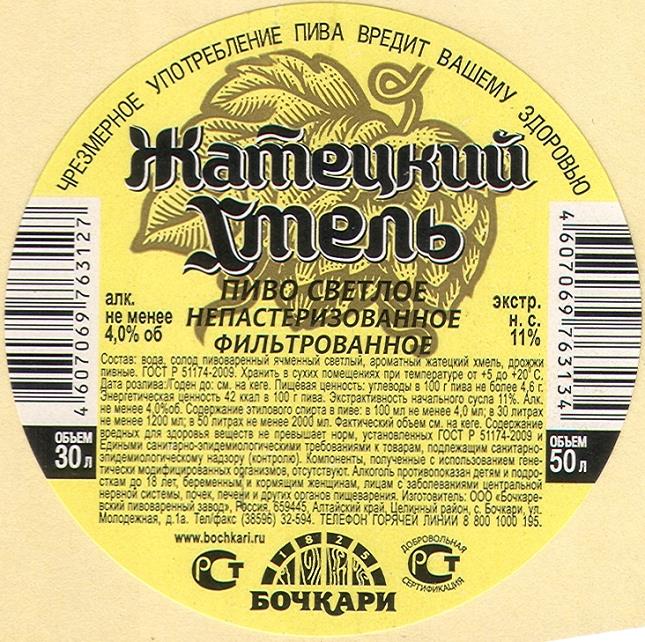 ЧРЕЗМЕРНОЕ УПОТРЕБЛЕНИЕ ПИВА ВРЕДИТ ВАШЕМУ ЗДОРОВЬЮ
Жатецкий
Хмель
ПИВО СВЕТЛОЕ
НЕПАСТЕРИЗОВАННОЕ
ФИЛЬТРОВАННОЕ
алк.
не менее
4,0% об
экстр.
н. с.
11%
4 607069 763127
4 607069 763134
Состав: вода, солод пивоваренный ячменный светлый, ароматный жатецкий хмель, дрожжи
пивные. ГОСТ Р 51174-2009. Хранить в сухих помещениях при температуре от +5 до +20°С.
Дата розлива:/Годен до: см. на кеге. Пищевая ценность: углеводы в 100 г пива не более 4,6 г.
Энергетическая ценность 42 ккал в 100 г пива. Экстрактивность начального сусла 11%. Алк.
не менее 4,0%об. Содержание этилового спирта в пиве: в 100 мл не менее 4,0 мл; в 30 литрах
не менее 1200 мл; в 50 литрах не менее 2000 мл. Фактический объем см. на кеге. Содержание
вредных для здоровья веществ не превышает норм, установленных ГОСТ Р 51174-2009 и
Едиными санитарно-эпидемиологическими требованиями к товарам, подлежащим санитарно-
эпидемиологическому надзору (контролю). Компоненты, полученные с использованием гене-
тически модифицированных организмов, отсутствуют. Алкоголь противопоказан детям и подро-
сткам до 18 лет, беременным и кормящим женщинам, лицам с заболеваниями центральной
нервной системы, почек, печени и других органов пищеварения. Изготовитель: ООО «Бочкаре-
вский пивоваренный завод», Россия, 659445, Алтайский край, Целинный район, с. Бочкари, ул.
Молодежная, д.1а. Тел/факс (38596) 32-594. ТЕЛЕФОН ГОРЯЧЕЙ ЛИНИИ 8 800 1000 195.
ОБЪЕМ
30 л
ОБЪЕМ
50 л
www.bochkari.ru
РСТ
1825
БОЧКАРИ
ДОБРОВОЛЬНАЯ
РСТ
СЕРТИФИКАЦИЯ